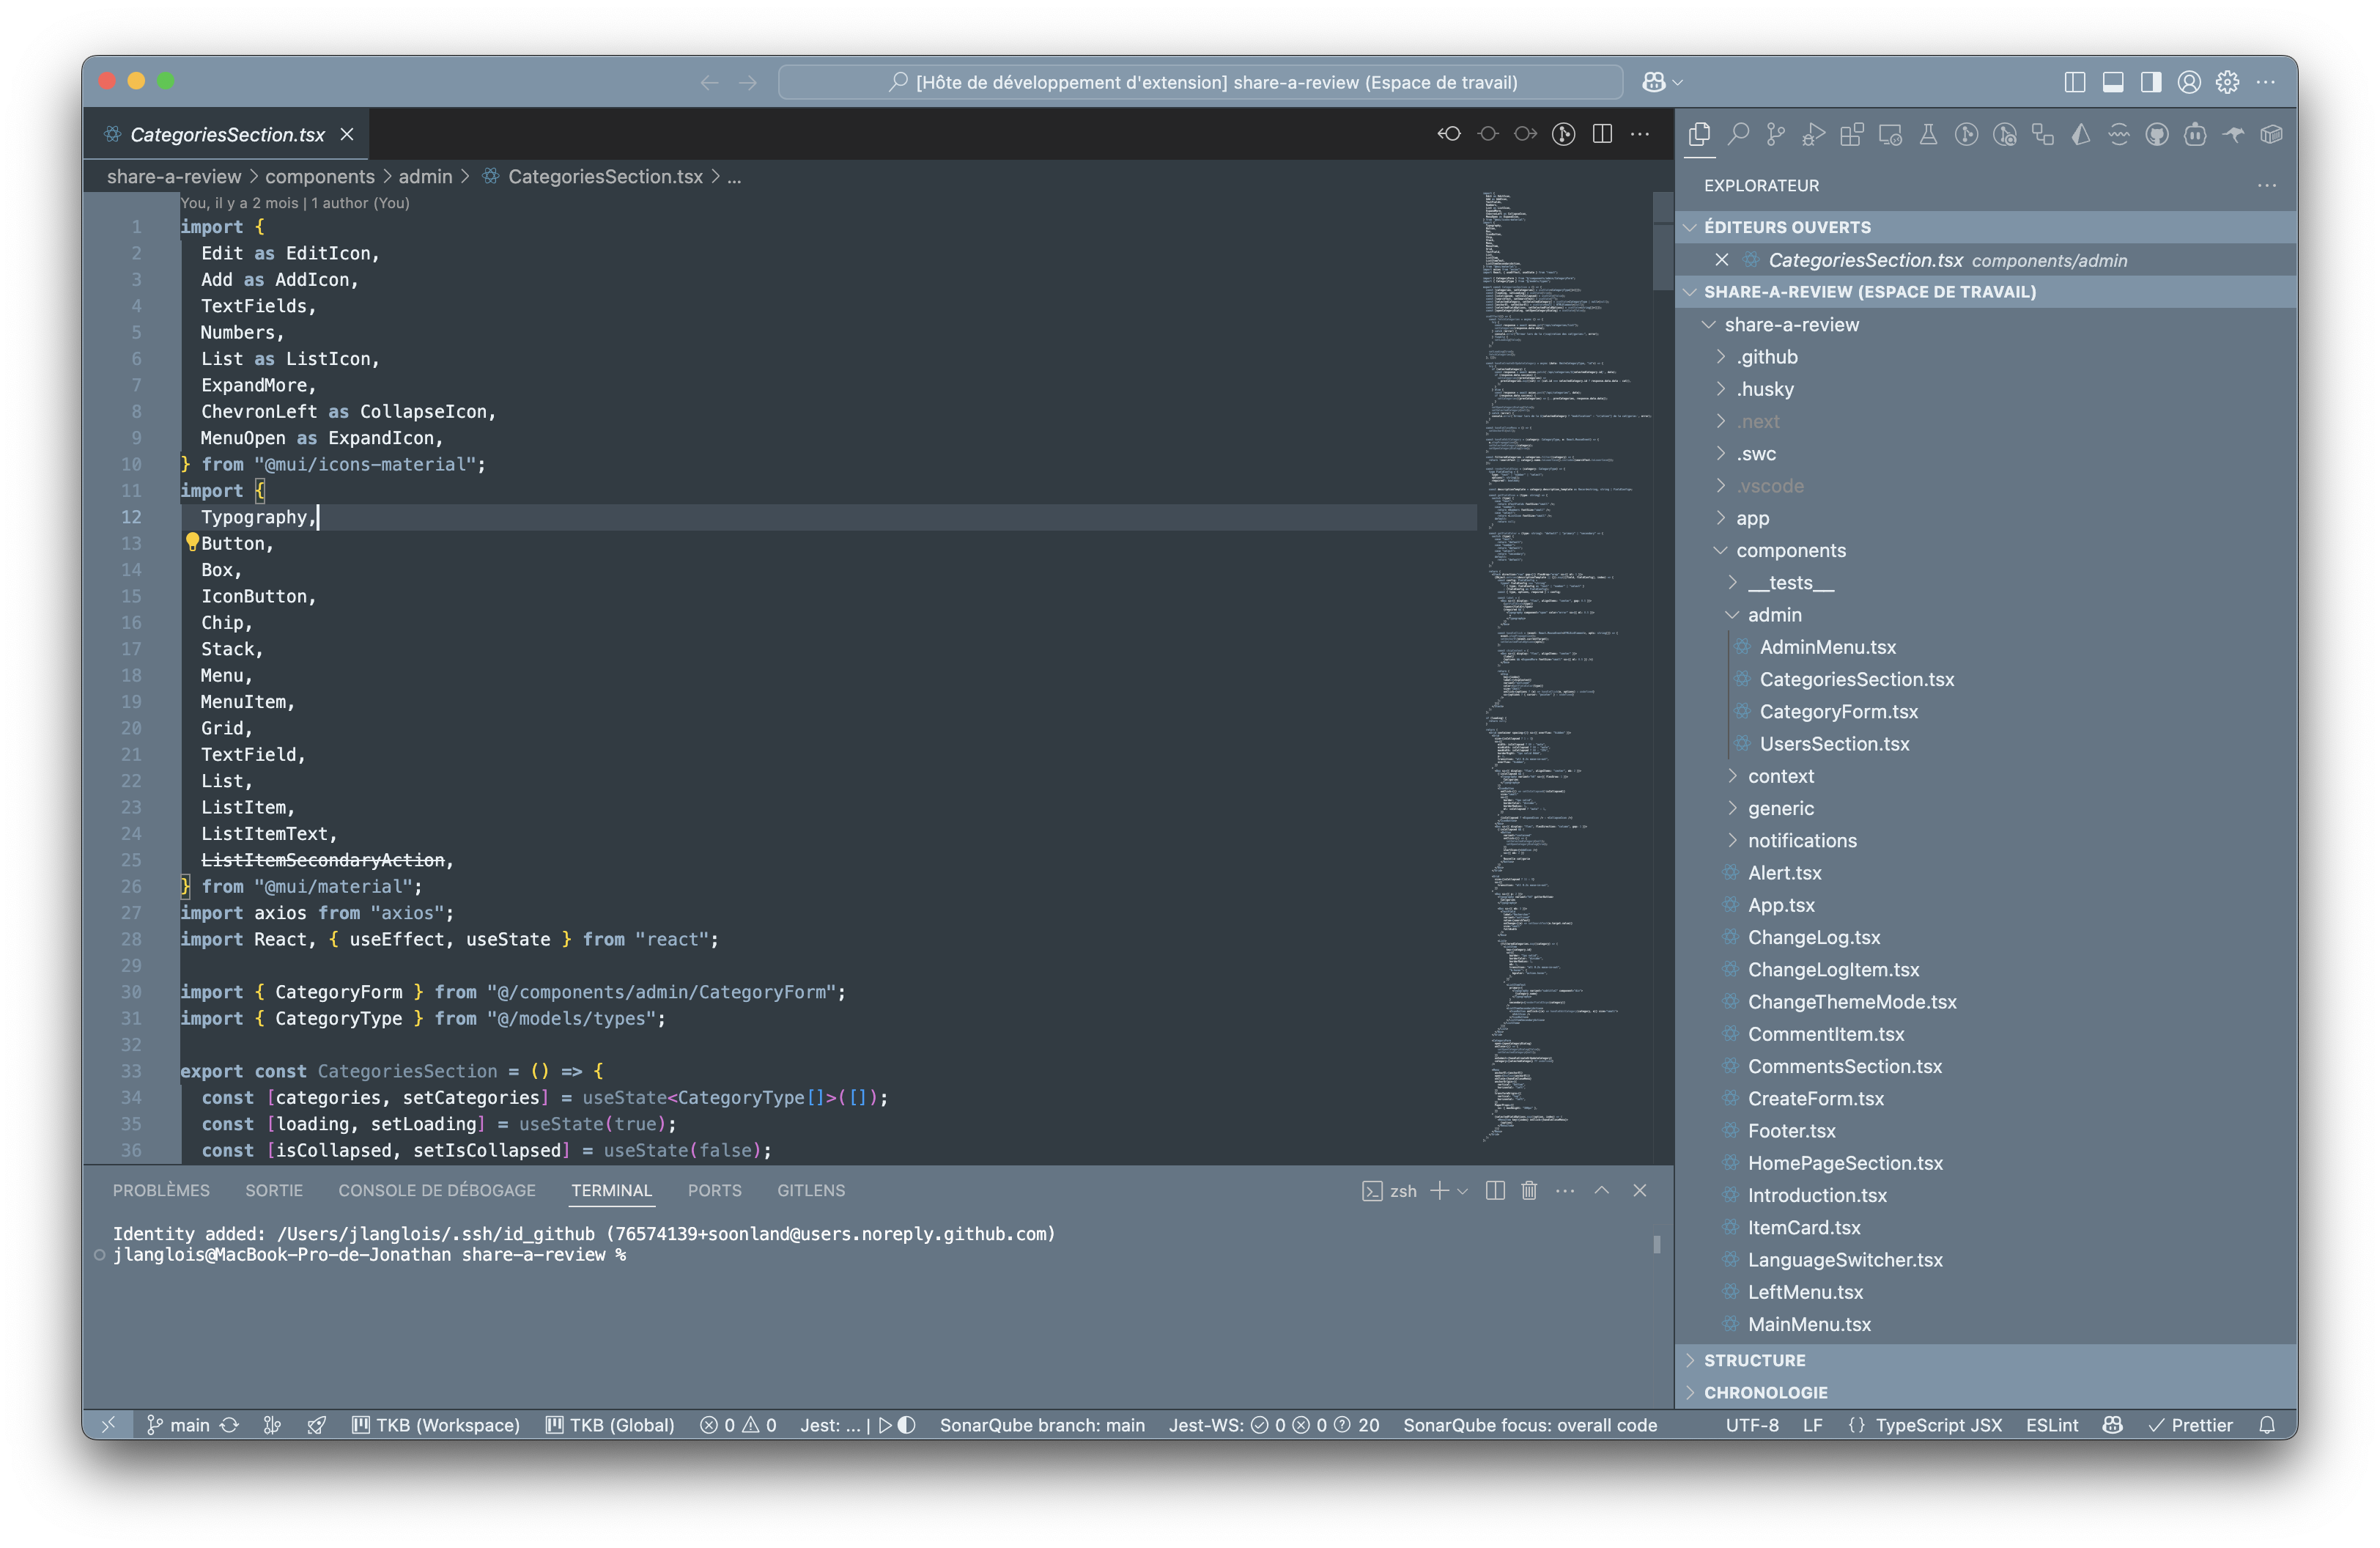 [Hôte de développement d'extension] share-a-review (Espace de travail)
CategoriesSection.tsx
share-a-review > components > admin > CategoriesSection.tsx > ...
You, il y a 2 mois | 1 author (You)
1 import {
2 Edit as EditIcon,
3 Add as AddIcon,
4 TextFields,
5 Numbers,
6 List as ListIcon,
7 ExpandMore,
8 ChevronLeft as CollapseIcon,
9 MenuOpen as ExpandIcon,
10 } from "@mui/icons-material";
11 import {
12 Typography,
13 Button,
14 Box,
15 IconButton,
16 Chip,
17 Stack,
18 Menu,
19 MenuItem,
20 Grid,
21 TextField,
22 List,
23 ListItem,
24 ListItemText,
25 ListItemSecondaryAction,
26 } from "@mui/material";
27 import axios from "axios";
28 import React, { useEffect, useState } from "react";
29
30 import { CategoryForm } from "@/components/admin/CategoryForm";
31 import { CategoryType } from "@/models/types";
32
33 export const CategoriesSection = () => {
34 const [categories, setCategories] = useState<CategoryType[]>([]);
35 const [loading, setLoading] = useState(true);
36 const [isCollapsed, setIsCollapsed] = useState(false);
PROBLÈMES SORTIE CONSOLE DE DÉBOGAGE TERMINAL PORTS GITLENS
zsh
Identity added: /Users/jlanglois/.ssh/id_github (76574139+soonland@users.noreply.github.com)
jlanglois@MacBook-Pro-de-Jonathan share-a-review %
EXPLORATEUR
ÉDITEURS OUVERTS
CategoriesSection.tsx components/admin
SHARE-A-REVIEW (ESPACE DE TRAVAIL)
share-a-review
.github
.husky
.next
.swc
.vscode
app
components
__tests__
admin
AdminMenu.tsx
CategoriesSection.tsx
CategoryForm.tsx
UsersSection.tsx
context
generic
notifications
Alert.tsx
App.tsx
ChangeLog.tsx
ChangeLogItem.tsx
ChangeThemeMode.tsx
CommentItem.tsx
CommentsSection.tsx
CreateForm.tsx
Footer.tsx
HomePageSection.tsx
Introduction.tsx
ItemCard.tsx
LanguageSwitcher.tsx
LeftMenu.tsx
MainMenu.tsx
STRUCTURE
CHRONOLOGIE
main TKB (Workspace) TKB (Global) 0 0 Jest: ... | SonarQube branch: main Jest-WS: 0 0 20 SonarQube focus: overall code UTF-8 LF {} TypeScript JSX ESLint Prettier